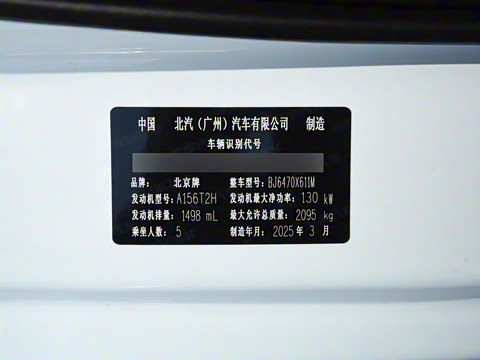 中国 北汽（广州）汽车有限公司 制造
车辆识别代号
品牌： 北京牌 整车型号：BJ6470X611M
发动机型号：A156T2H 发动机最大净功率：130 kW
发动机排量：1498 mL 最大允许总质量：2095 kg
乘坐人数：5 制造年月：2025 年 3 月